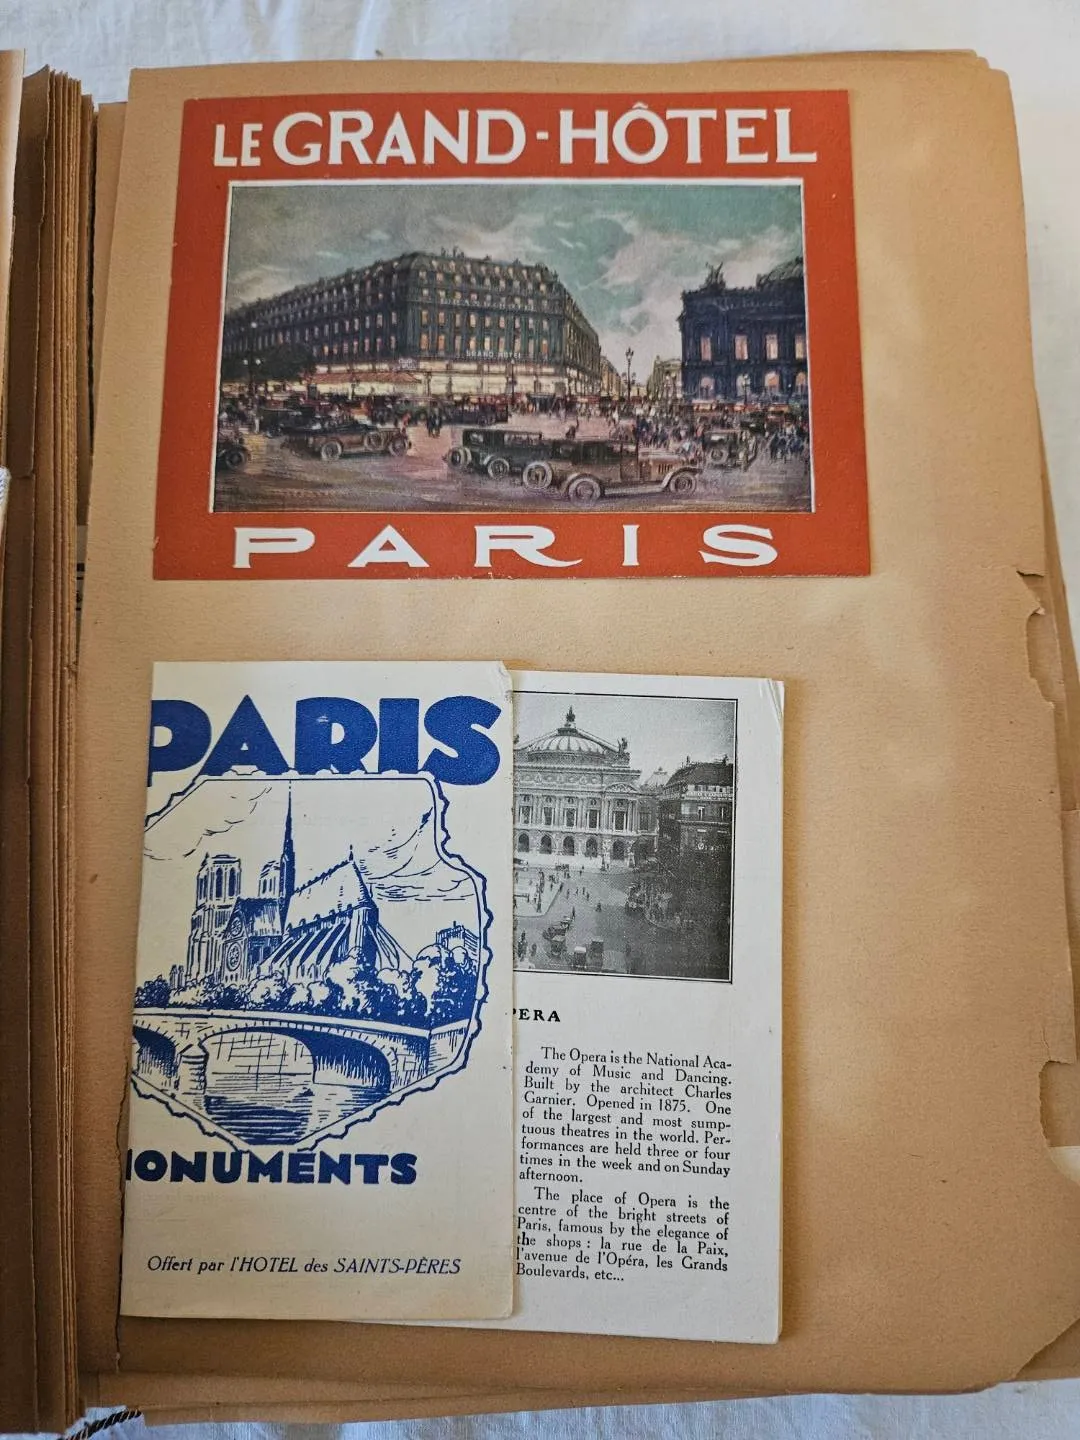 LE GRAND-HÔTEL
GRAND HOTEL
PARIS
PARIS
MONUMENTS
Offert par l'HOTEL des SAINTS-PÈRES
PERA
The Opera is the National Aca-
demy of Music and Dancing.
Built by the architect Charles
Garnier. Opened in 1875. One
of the largest and most sump-
tuous theatres in the world. Per-
formances are held three or four
times in the week and on Sunday
afternoon.
The place of Opera is the
centre of the bright streets of
Paris, famous by the elegance of
the shops : la rue de la Paix,
l'avenue de l'Opéra, les Grands
Boulevards, etc...